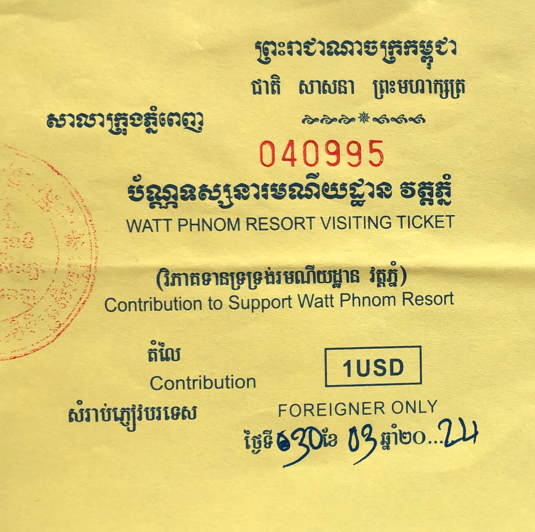 ព្រះរាជាណាចក្រកម្ពុជា
ជាតិ សាសនា ព្រះមហាក្សត្រ
សាលាក្រុងភ្នំពេញ
040995
ប័ណ្ណទស្សនារមណីយដ្ឋាន វត្តភ្នំ
WATT PHNOM RESORT VISITING TICKET
(វិភាគទានទ្រទ្រង់រមណីយដ្ឋាន វត្តភ្នំ)
Contribution to Support Watt Phnom Resort
តំលៃ
Contribution
1USD
សំរាប់ភ្ញៀវបរទេស
FOREIGNER ONLY
ថ្ងៃទី 30 ខែ 03 ឆ្នាំ២០...24